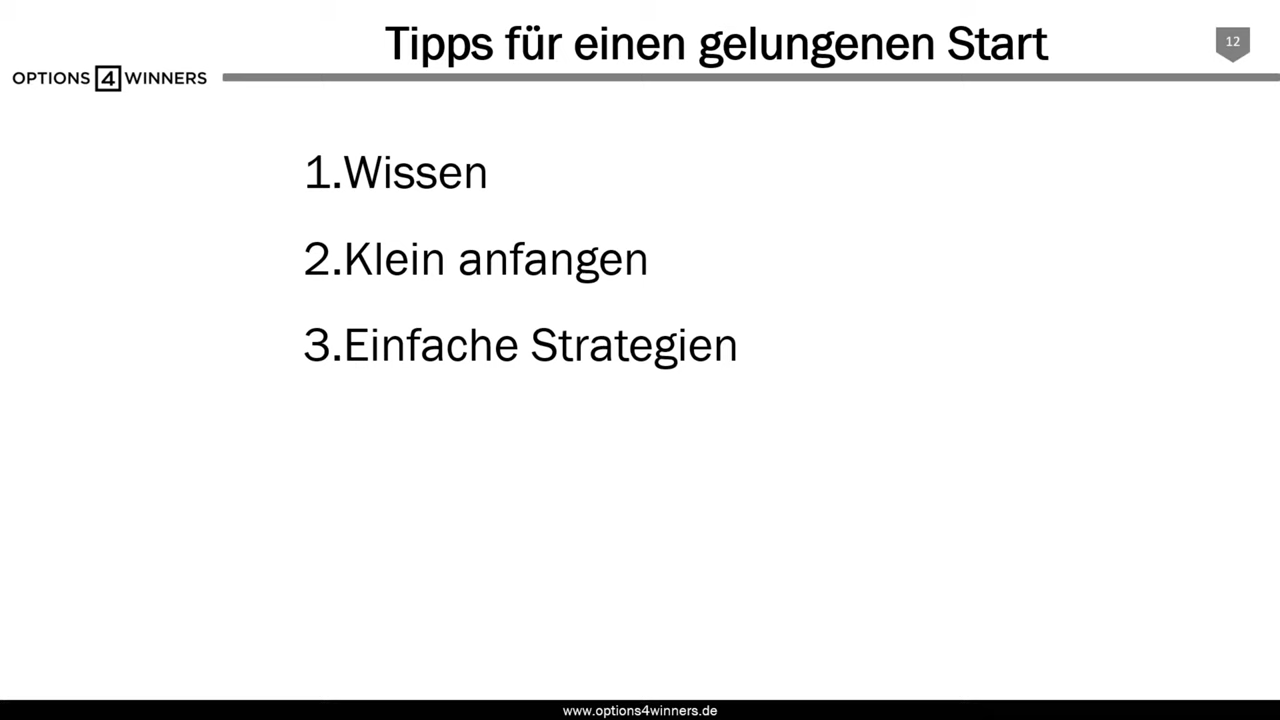 Tipps für einen gelungenen Start
12
OPTIONS 4 WINNERS
1.Wissen
2.Klein anfangen
3.Einfache Strategien
www.options4winners.de